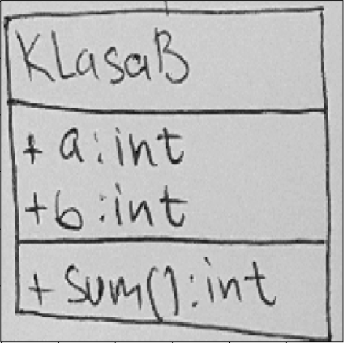 KLasaB
+ a:int
+b:int
+ sum():int